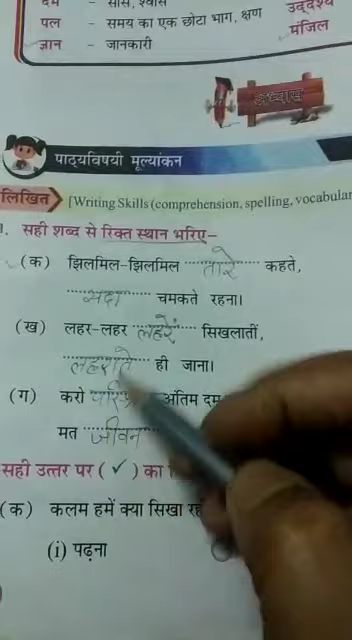 दम - सांस, श्वास
पल - समय का एक छोटा भाग, क्षण
ज्ञान - जानकारी
उद्देश्य
मंजिल
अभ्यास
पाठ्यविषयी मूल्यांकन
लिखित [Writing Skills (comprehension, spelling, vocabular
1. सही शब्द से रिक्त स्थान भरिए–
(क) झिलमिल-झिलमिल तारे कहते,
सदा चमकते रहना।
(ख) लहर-लहर लहरें सिखलातीं,
लहराते ही जाना।
(ग) करो अंतिम दम
मत जीवन
सही उत्तर पर (✓) का
(क) कलम हमें क्या सिखा
(i) पढ़ना